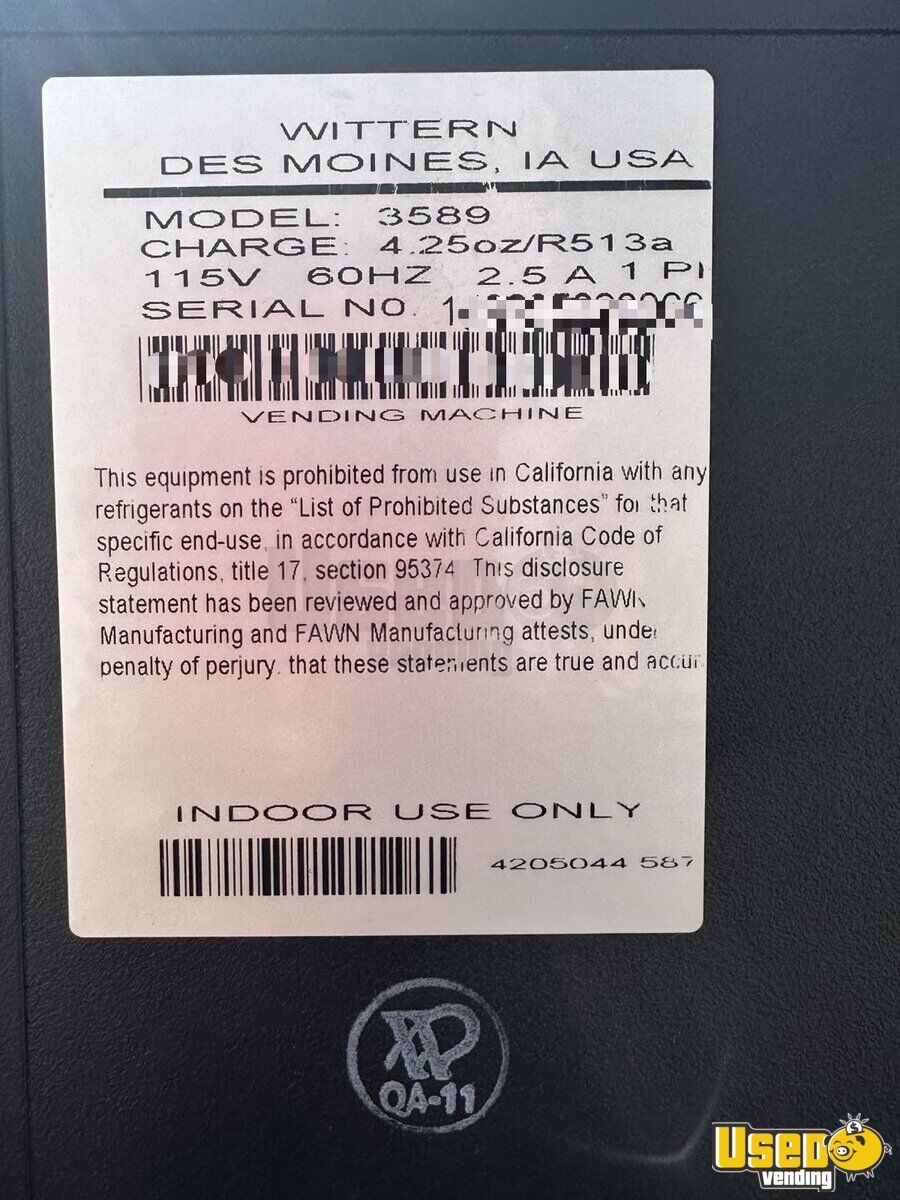 WITTERN
DES MOINES, IA USA
MODEL: 3589
CHARGE: 4.25oz/R513a
115V 60HZ 2.5 A 1
SERIAL NO.
VENDING MACHINE
This equipment is prohibited from use in California with any
refrigerants on the “List of Prohibited Substances” for that
specific end-use, in accordance with California Code of
Regulations, title 17, section 95374. This disclosure
statement has been reviewed and approved by FAWN
Manufacturing and FAWN Manufacturing attests, under
penalty of perjury, that these statements are true and accur
INDOOR USE ONLY
4205044 587
QA-11
USED
vending